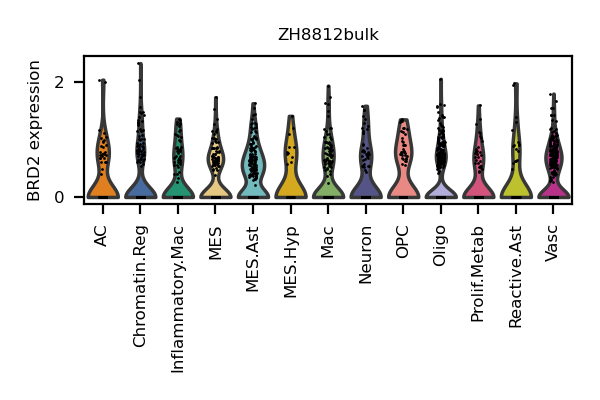 ZH8812bulk
BRD2 expression
2
0
AC
Chromatin.Reg
Inflammatory.Mac
MES
MES.Ast
MES.Hyp
Mac
Neuron
OPC
Oligo
Prolif.Metab
Reactive.Ast
Vasc